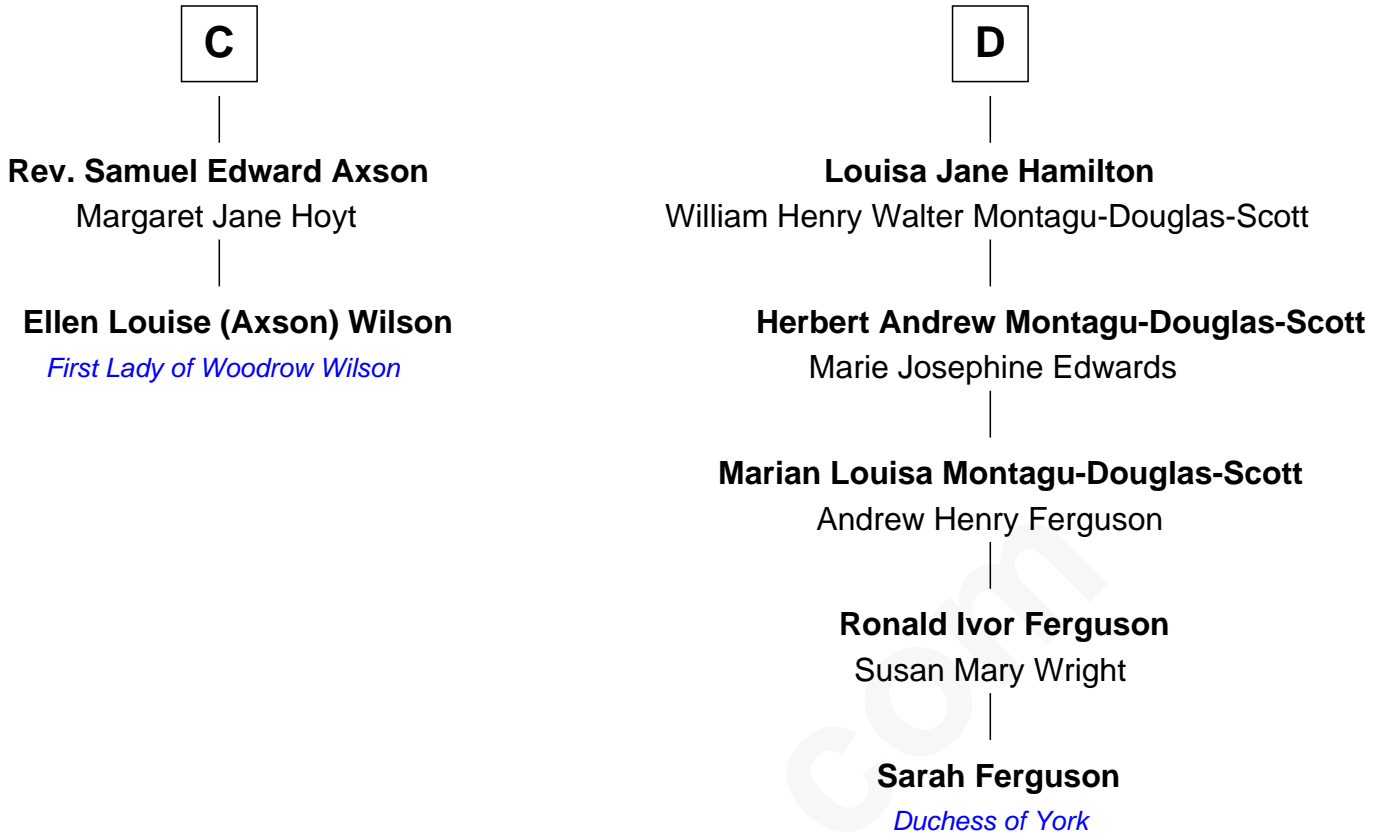 C
Rev. Samuel Edward Axson
Margaret Jane Hoyt
Ellen Louise (Axson) Wilson
First Lady of Woodrow Wilson
D
Louisa Jane Hamilton
William Henry Walter Montagu-Douglas-Scott
Herbert Andrew Montagu-Douglas-Scott
Marie Josephine Edwards
Marian Louisa Montagu-Douglas-Scott
Andrew Henry Ferguson
Ronald Ivor Ferguson
Susan Mary Wright
Sarah Ferguson
Duchess of York
com